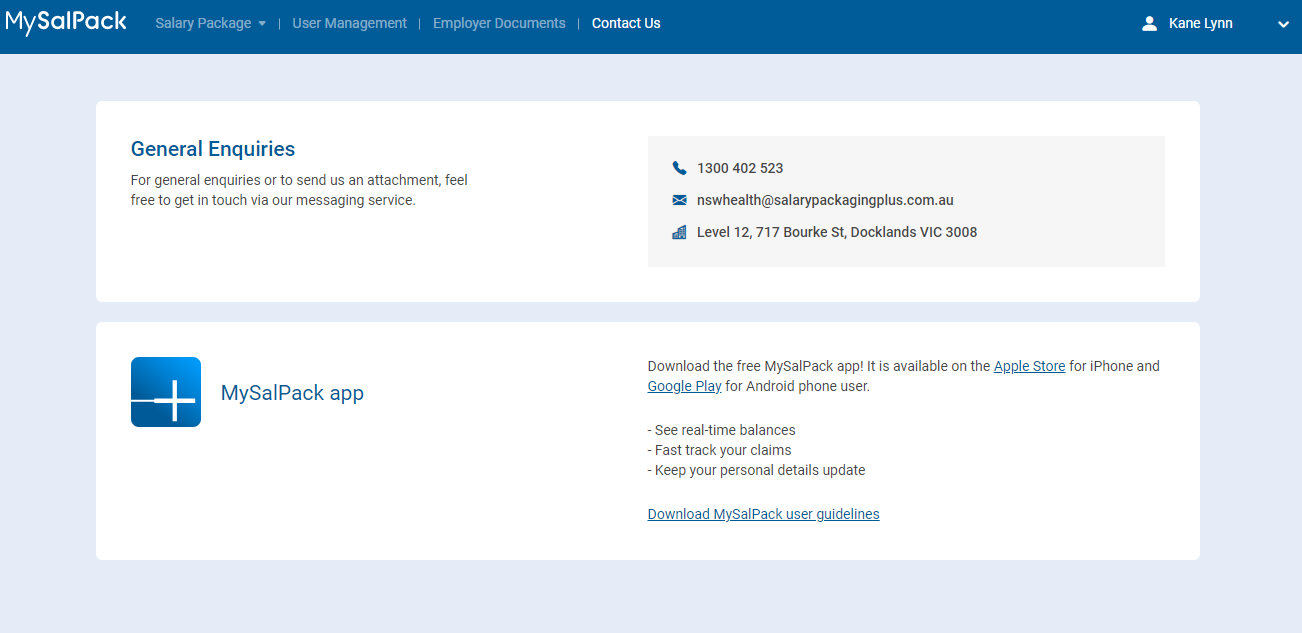 MySalPack
Salary Package | User Management | Employer Documents | Contact Us
Kane Lynn
General Enquiries
For general enquiries or to send us an attachment, feel
free to get in touch via our messaging service.
1300 402 523
nswhealth@salarypackagingplus.com.au
Level 12, 717 Bourke St, Docklands VIC 3008
MySalPack app
Download the free MySalPack app! It is available on the Apple Store for iPhone and
Google Play for Android phone user.
- See real-time balances
- Fast track your claims
- Keep your personal details update
Download MySalPack user guidelines